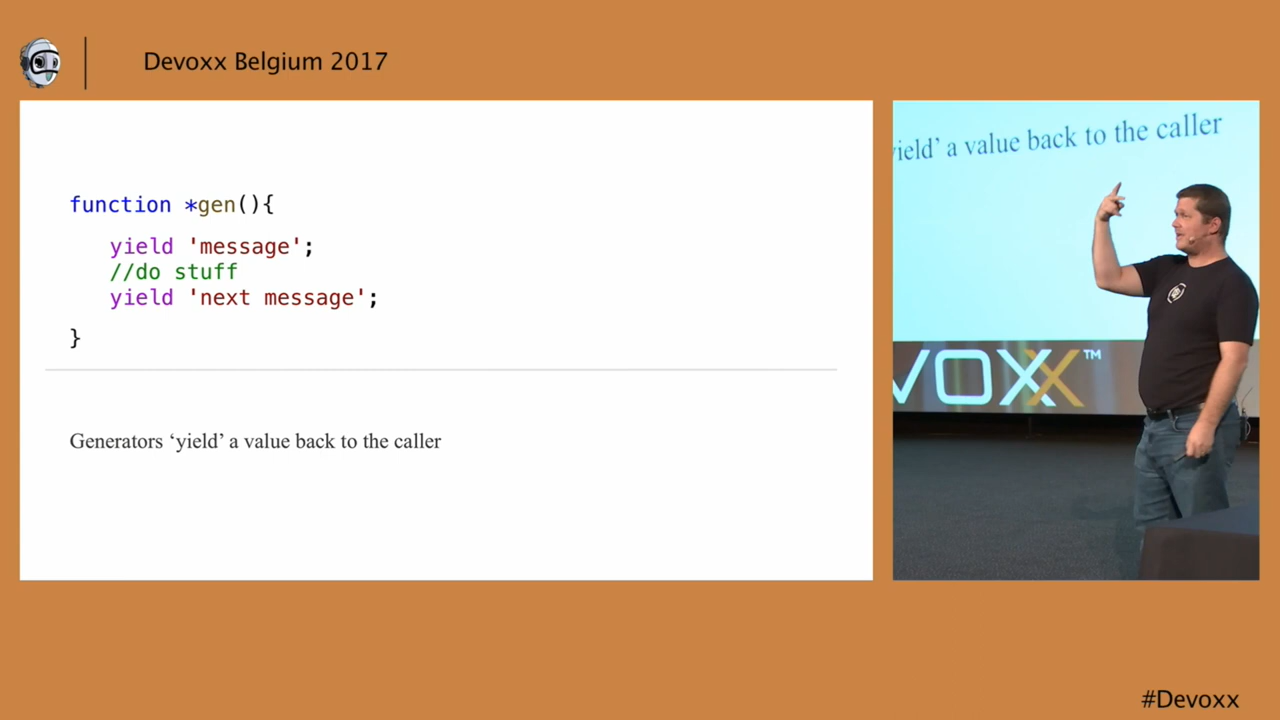 Devoxx Belgium 2017
function *gen(){
yield 'message';
//do stuff
yield 'next message';
}
Generators ‘yield’ a value back to the caller
yield’ a value back to the caller
VOXX™
#Devoxx